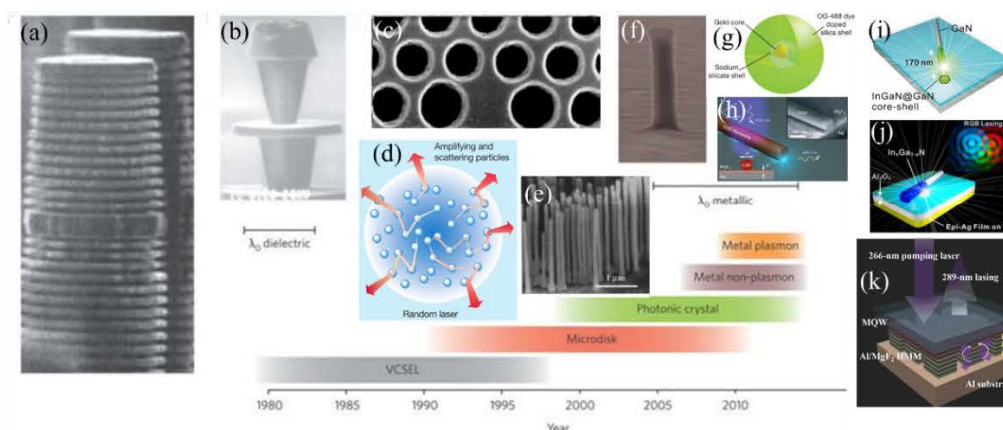 (a)
(b)
(c)
(d)
Amplifying and
scattering particles
Random laser
(e)
1 μm
(f)
(g)
Gold core
OG-488 dye
doped
silica shell
Sodium
silicate shell
(h)
(i)
GaN
170 nm
InGaN@GaN
core-shell
(j)
RGB Lasing
InxGa1-xN
Al2O3
Epi-Ag Film on
(k)
266-nm pumping laser
289-nm lasing
MQW
Al/MgF2 HMM
Al substr
λ0 dielectric
λ0 metallic
Metal plasmon
Metal non-plasmon
Photonic crystal
Microdisk
VCSEL
1980
1985
1990
1995
2000
2005
2010
Year